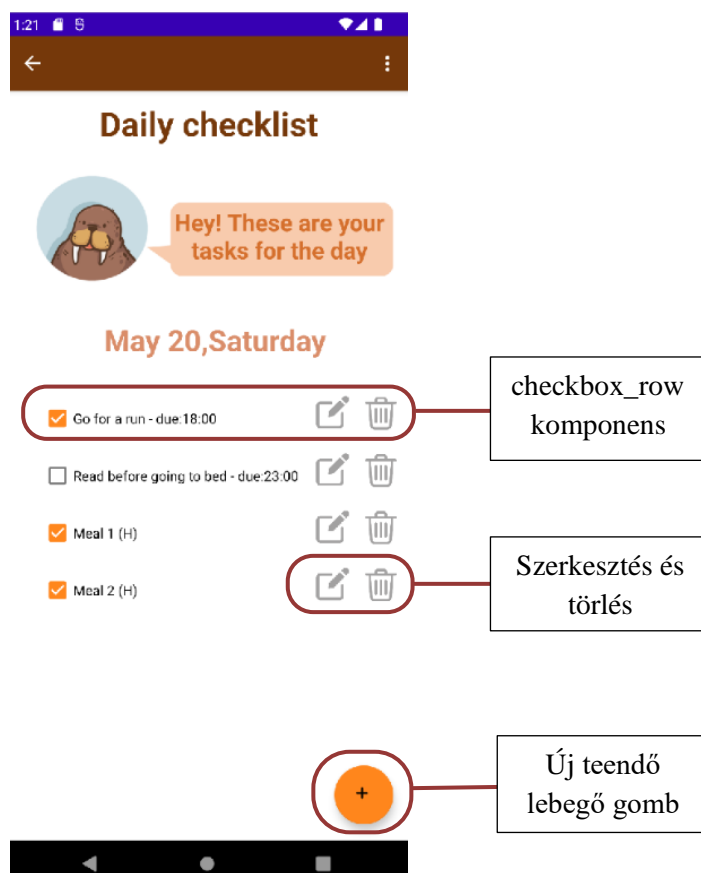 1:21
Daily checklist
Hey! These are your
tasks for the day
May 20,Saturday
Go for a run - due:18:00
Read before going to bed - due:23:00
Meal 1 (H)
Meal 2 (H)
+
checkbox_row
komponens
Szerkesztés és
törlés
Új teendő
lebegő gomb